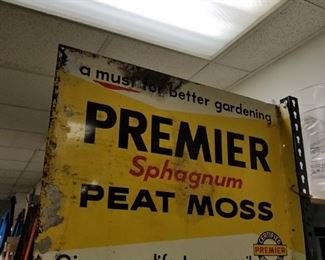 a must for better gardening
PREMIER
Sphagnum
PEAT MOSS
PREMIER